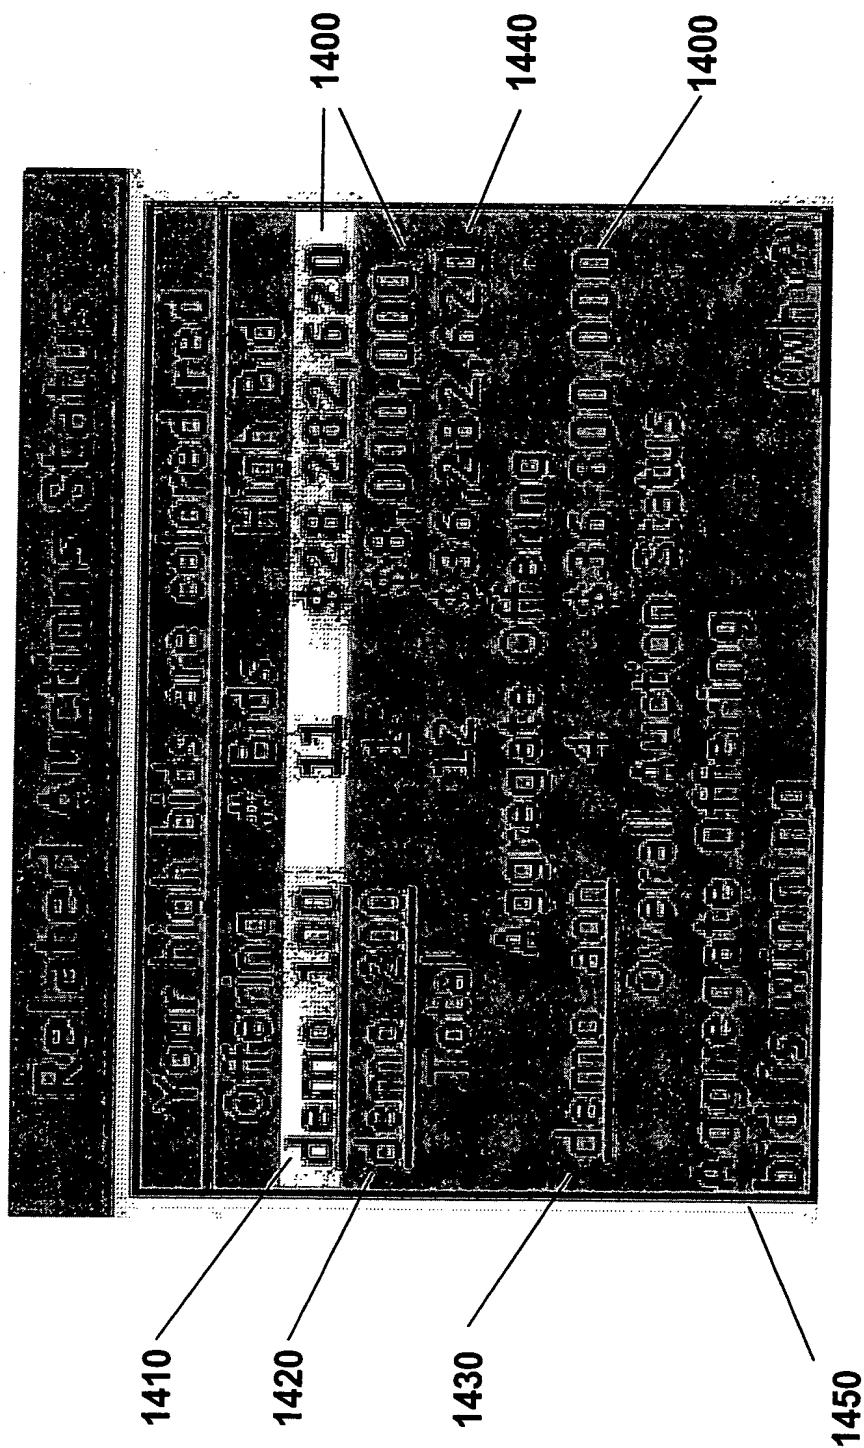 Related Auctions Status
Your high bids are colored red
Offering # Bids High Bid
demo-100 11 $28,282,620
demo-200 1 $8,000,000
Total 12 $36,282,620
Aggregate Offering
demo-aon 4 $36,800,000
Overall Auction Status
Aggregate Offering
bid is winning
1400
1440
1400
1410
1420
1430
1450